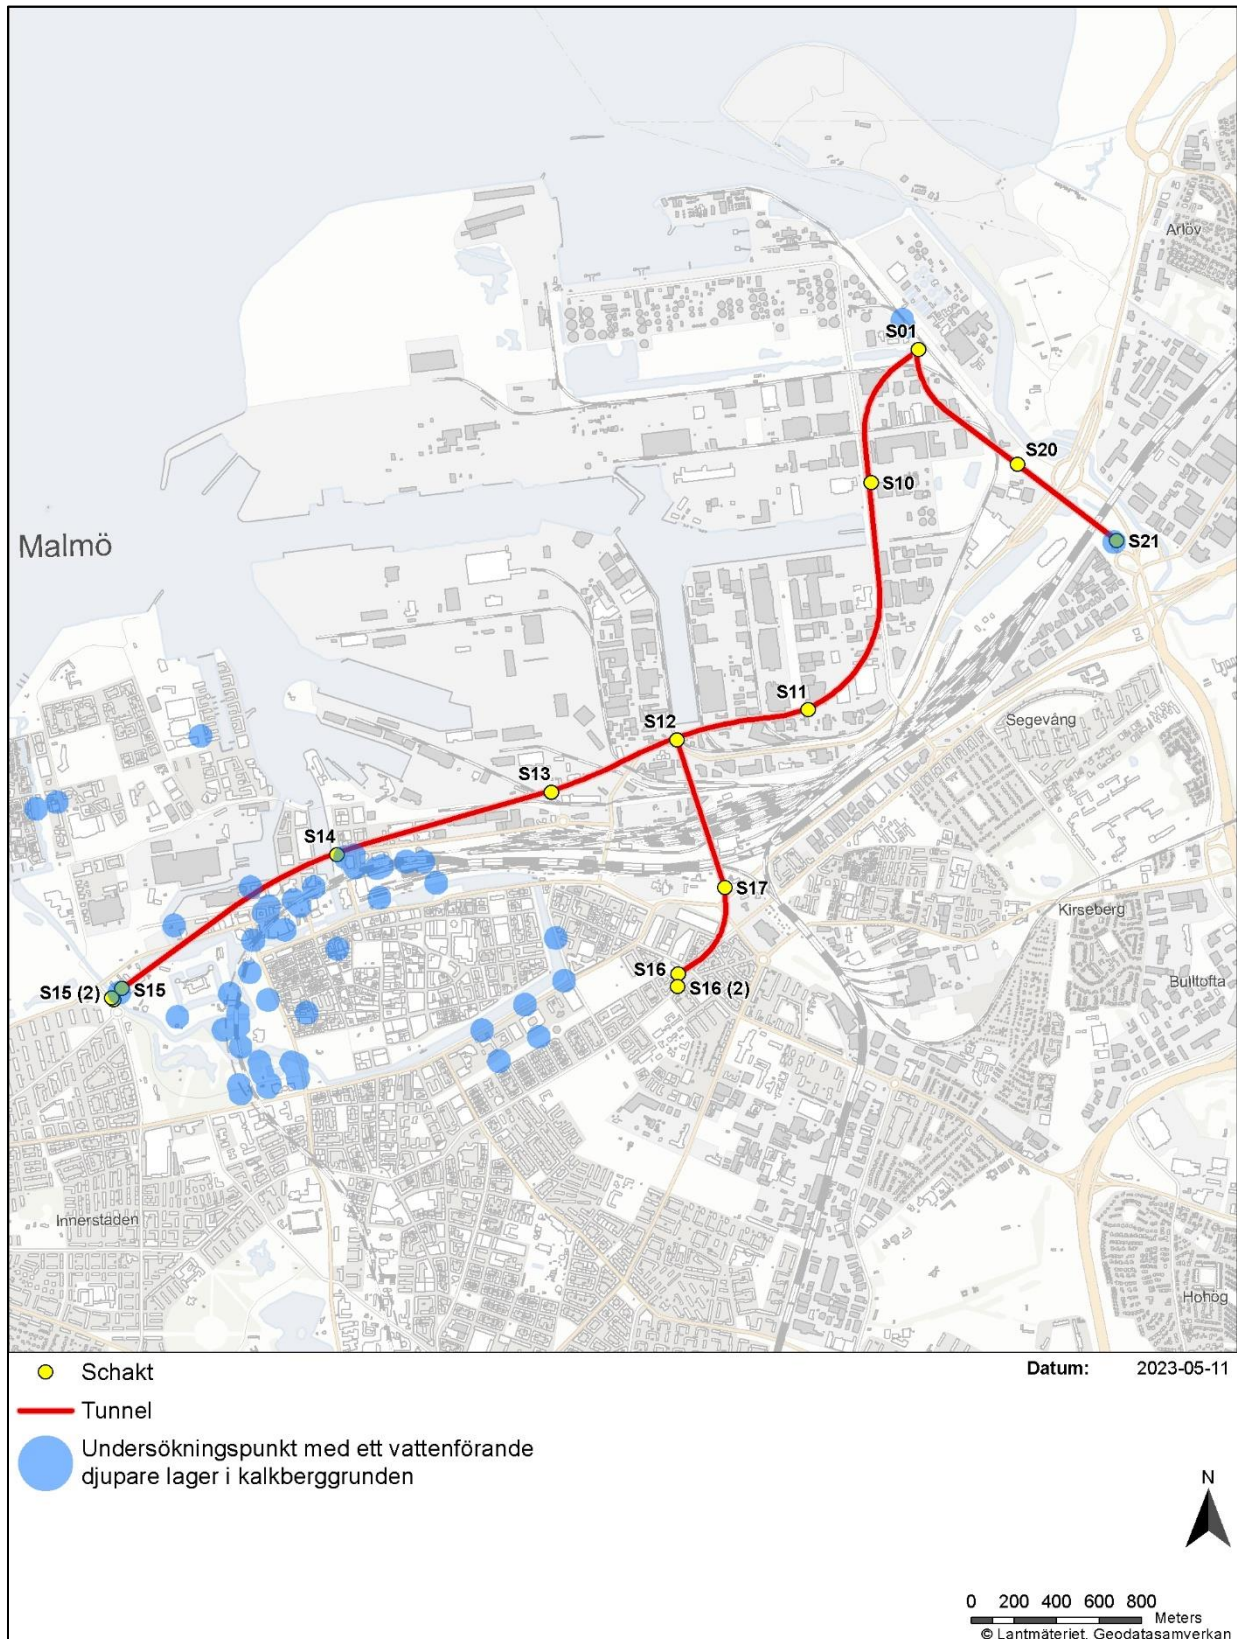 Arlöv
S01
S20
S10
S21
Malmö
S11
Segevång
S12
S13
S14
S17
Kirseberg
S16
S15 (2)
S15
S16 (2)
Bulltofta
Innerstaden
Hohög
Schakt
Datum: 2023-05-11
Tunnel
Undersökningspunkt med ett vattenförande
djupare lager i kalkberggrunden
N
0 200 400 600 800
Meters
© Lantmäteriet, Geodatasamverkan